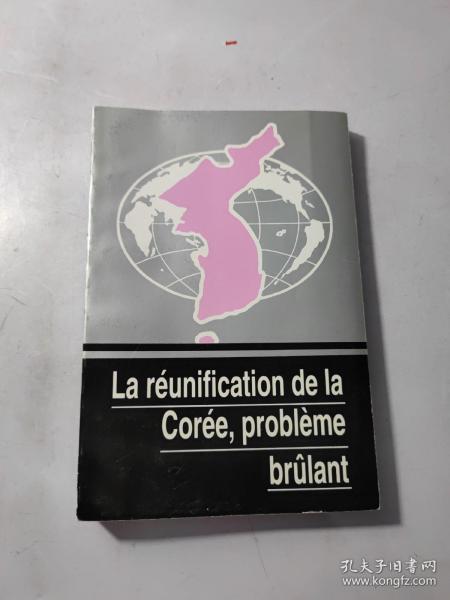 La réunification de la
Corée, problème
brûlant
孔夫子旧书网
www.kongfz.com